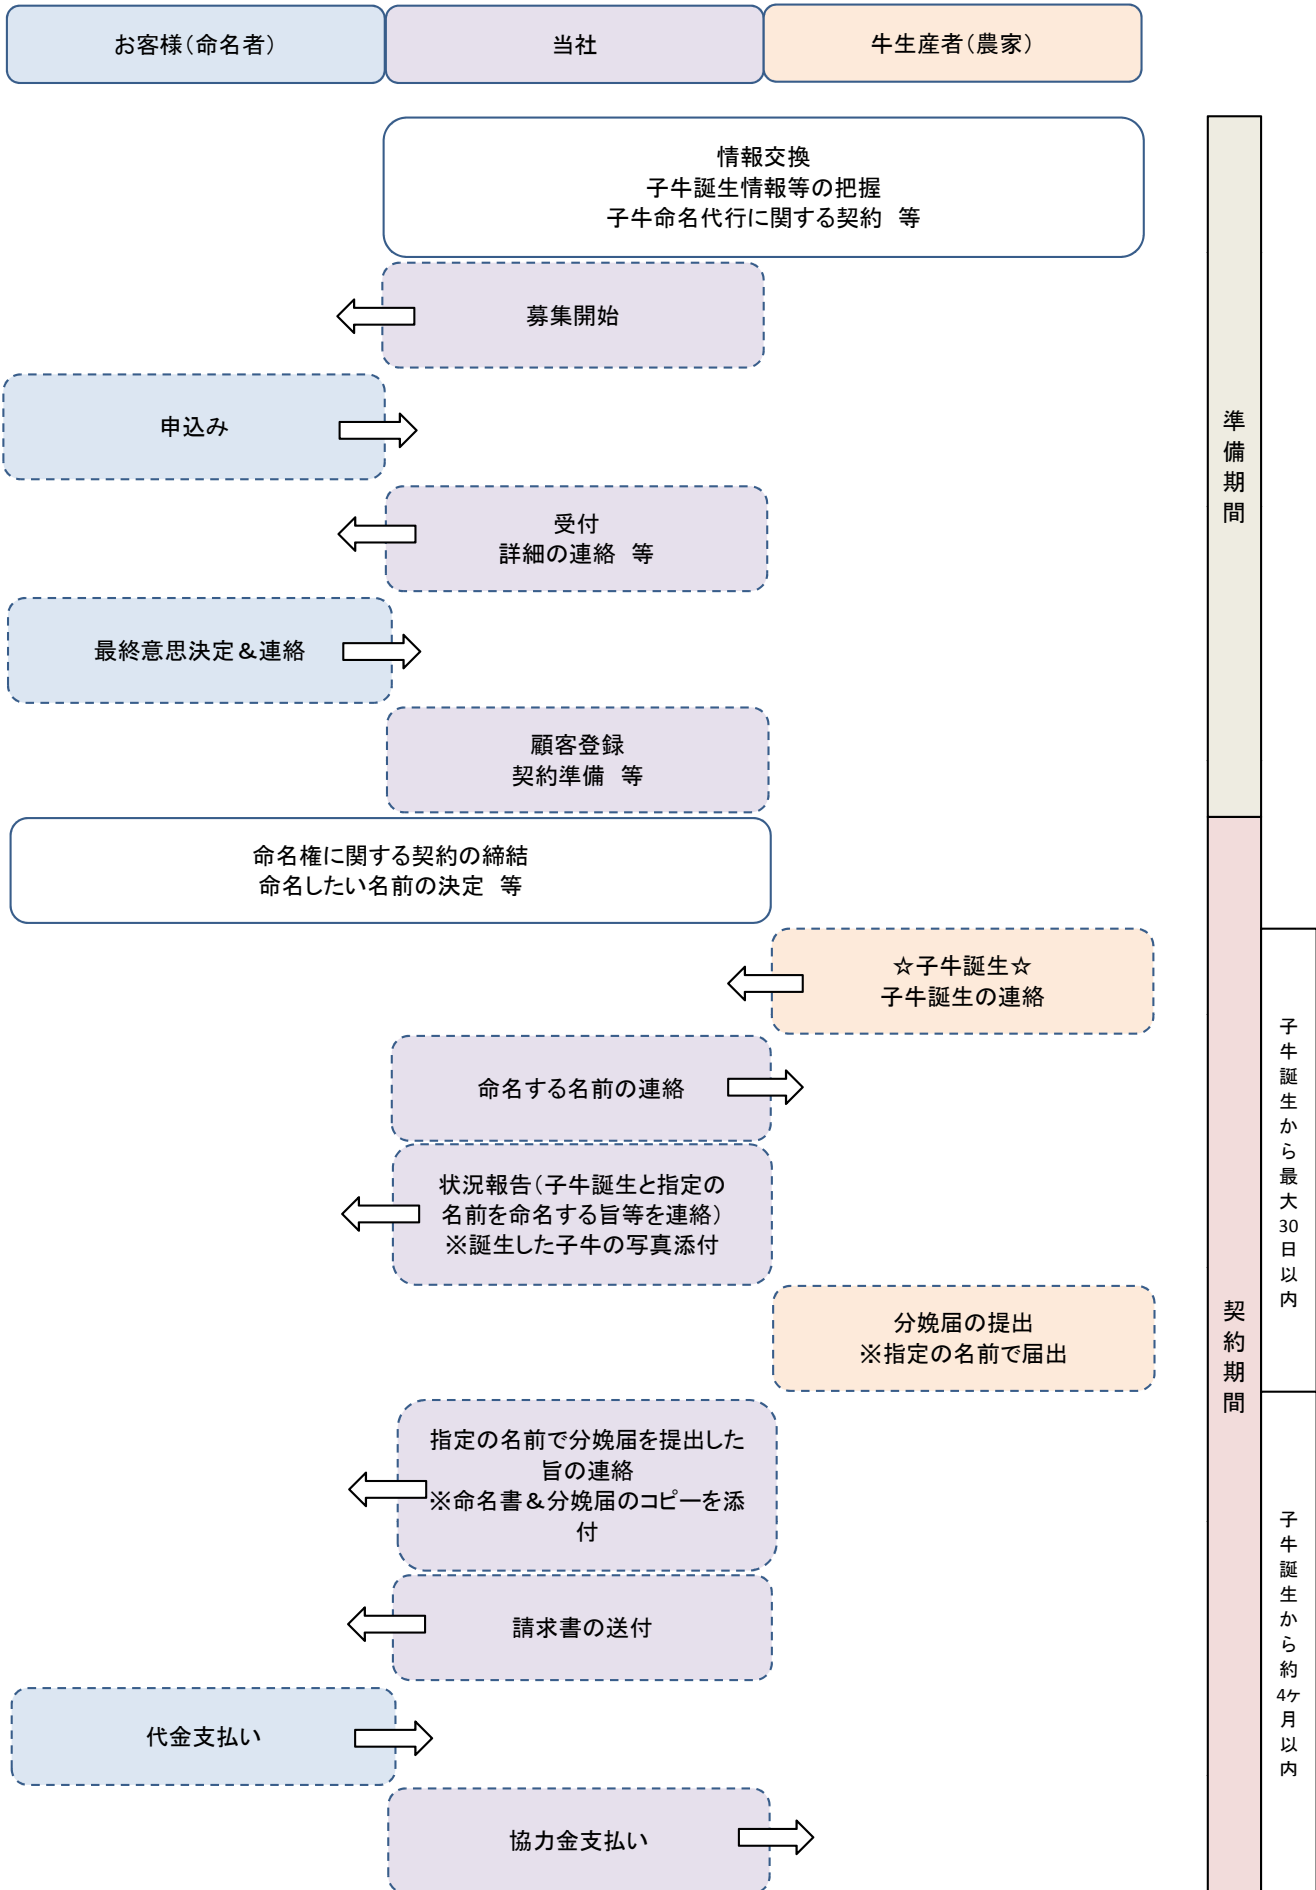 お客様（命名者）
当社
牛生産者（農家）
情報交換
子牛誕生情報等の把握
子牛命名代行に関する契約　等
募集開始
申込み
受付
詳細の連絡　等
最終意思決定＆連絡
顧客登録
契約準備　等
準備期間
命名権に関する契約の締結
命名したい名前の決定　等
☆子牛誕生☆
子牛誕生の連絡
命名する名前の連絡
状況報告（子牛誕生と指定の
名前を命名する旨等を連絡）
※誕生した子牛の写真添付
分娩届の提出
※指定の名前で届出
子牛誕生から最大30日以内
契約期間
指定の名前で分娩届を提出した
旨の連絡
※命名書＆分娩届のコピーを添
付
請求書の送付
代金支払い
協力金支払い
子牛誕生から約4ケ月以内